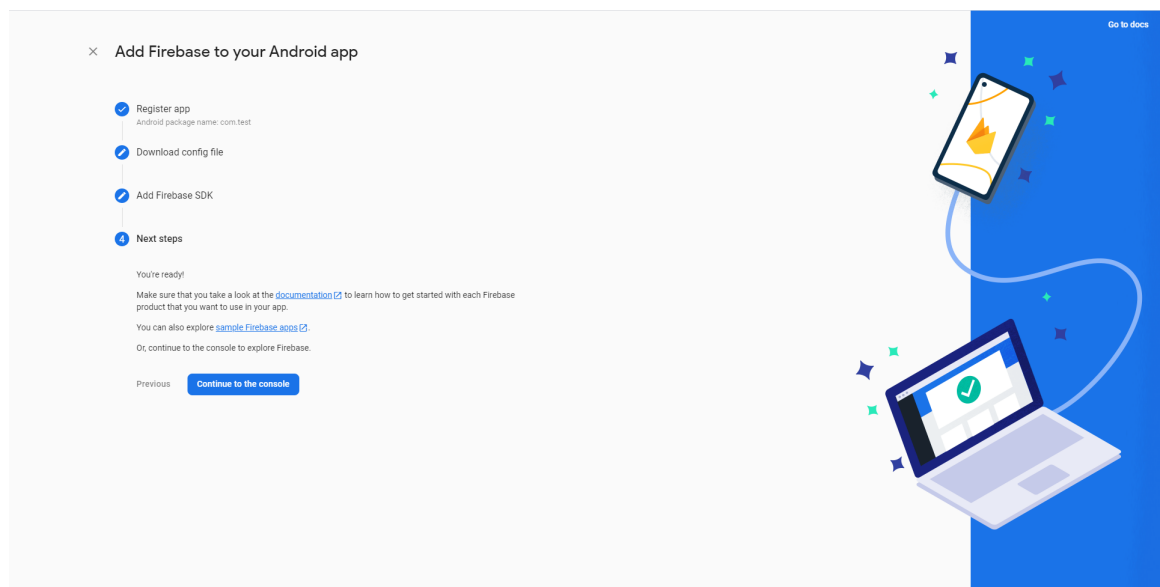 Go to docs
Add Firebase to your Android app
Register app
Android package name: com.test
Download config file
Add Firebase SDK
4 Next steps
You're ready!
Make sure that you take a look at the documentation to learn how to get started with each Firebase
product that you want to use in your app.
You can also explore sample Firebase apps.
Or, continue to the console to explore Firebase.
Previous Continue to the console